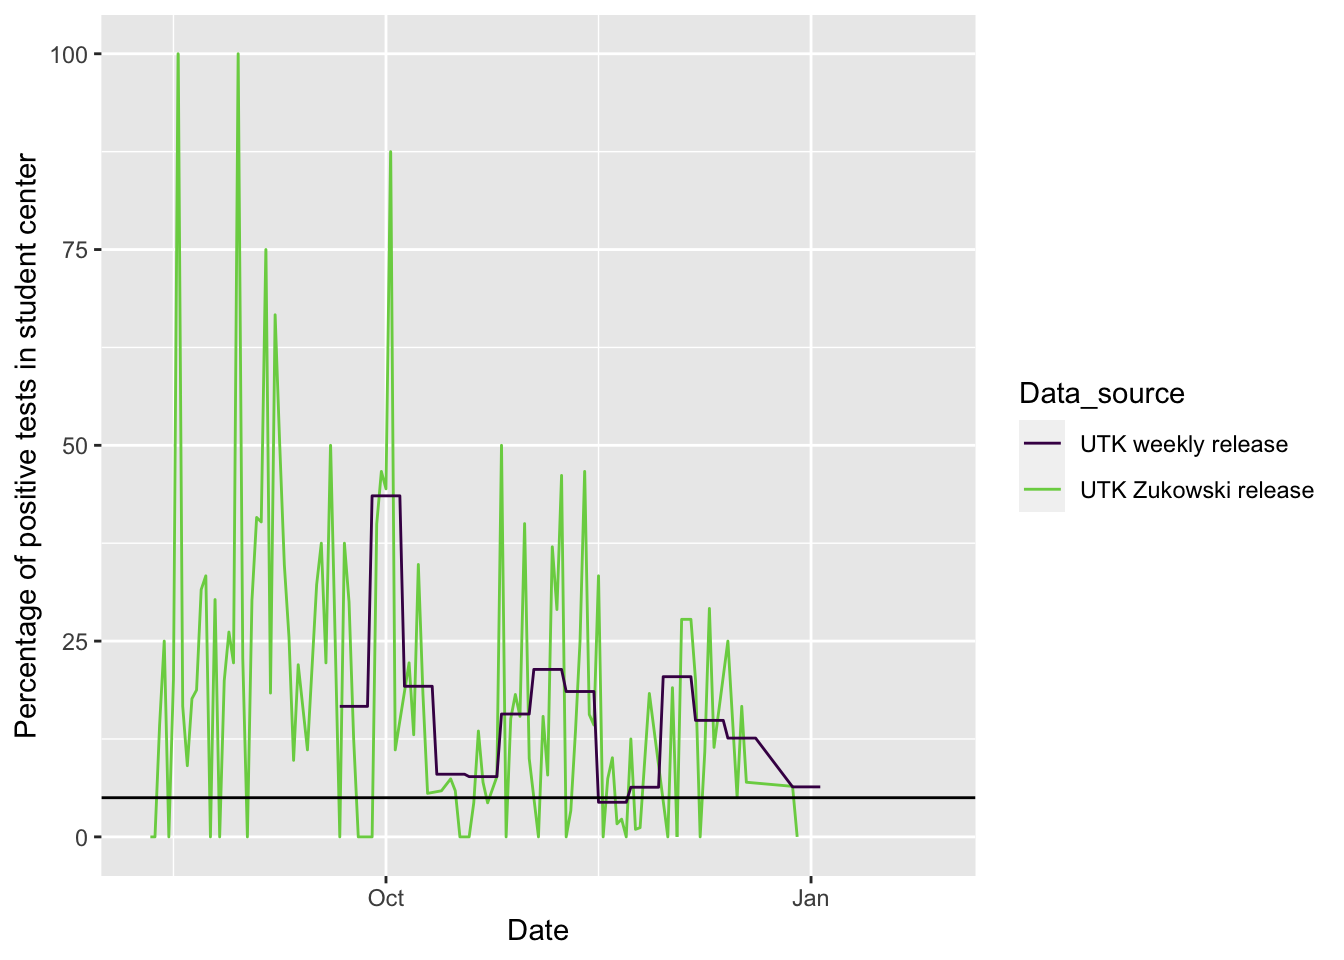 Percentage of positive tests in student center
100
75
50
25
0
Oct
Jan
Date
Data_source
UTK weekly release
UTK Zukowski release